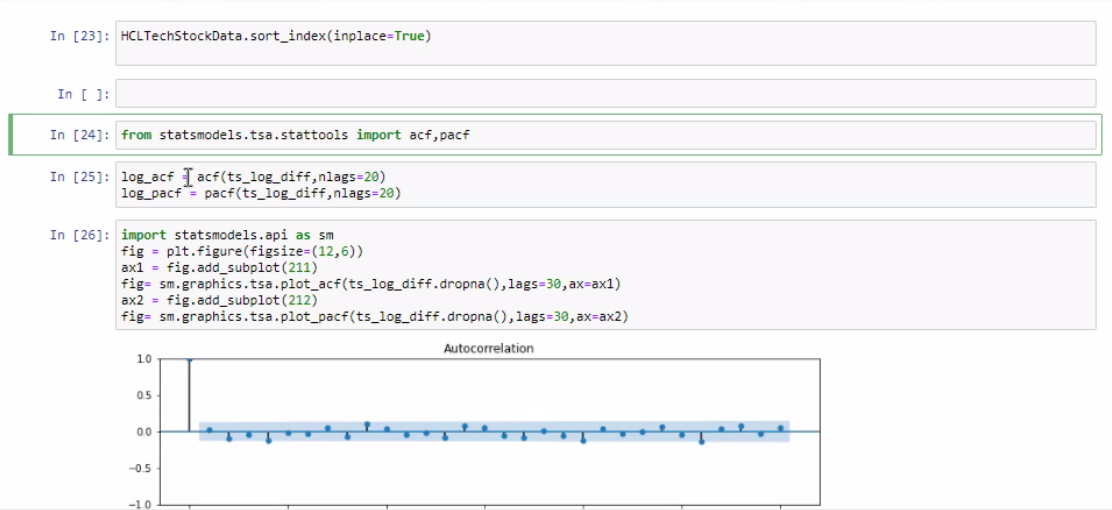 In [23]: HCLTechStockData.sort_index(inplace=True)
In [ ]:
In [24]: from statsmodels.tsa.stattools import acf,pacf
In [25]: log_acf = acf(ts_log_diff,nlags=20)
log_pacf = pacf(ts_log_diff,nlags=20)
In [26]: import statsmodels.api as sm
fig = plt.figure(figsize=(12,6))
ax1 = fig.add_subplot(211)
fig= sm.graphics.tsa.plot_acf(ts_log_diff.dropna(),lags=30,ax=ax1)
ax2 = fig.add_subplot(212)
fig= sm.graphics.tsa.plot_pacf(ts_log_diff.dropna(),lags=30,ax=ax2)
Autocorrelation
1.0
0.5
0.0
−0.5
−1.0